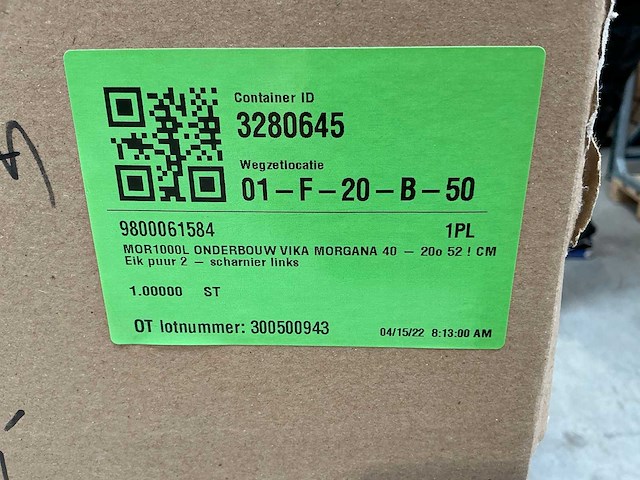 Container ID
3280645
Wegzetlocatie
01-F-20-B-50
9800061584 1PL
MOR1000L ONDERBOUW VIKA MORGANA 40 - 20o 52 ! CM
Eik puur 2 - scharnier links
1.00000 ST
OT lotnummer: 300500943 04/15/22 8:13:00 AM